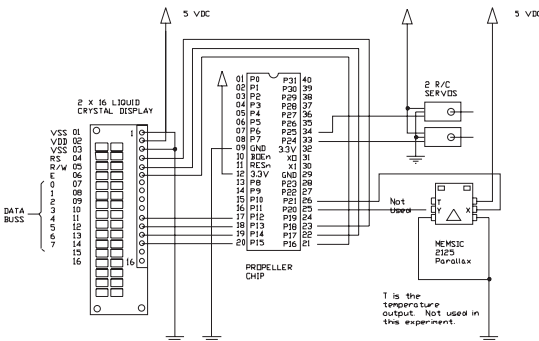 5 VDC
5 VDC
2 R/C
SERVOS
2 X 16 LIQUID
CRYSTAL DISPLAY
VSS 01
VDD 02
VSS 03
RS 04
R/W 05
E 06
0 07
1 08
2 09
3 10
4 11
5 12
6 13
7 14
15
16
DATA
BUSS
1
16
01 P0 P31 40
02 P1 P30 39
03 P2 P29 38
04 P3 P28 37
05 P4 P27 36
06 P5 P26 35
07 P6 P25 34
08 P7 P24 33
09 GND 3.3V 32
10 BOEn XO 31
11 RESn X1 30
12 3.3V GND 29
13 P8 P23 28
14 P9 P22 27
15 P10 P21 26
16 P11 P20 25
17 P12 P19 24
18 P13 P18 23
19 P14 P17 22
20 P15 P16 21
PROPELLER
CHIP
Not
Used
T
Y X
MEMSIC
2125
Parallax
T is the
temperature
output. Not used in
this experiment.